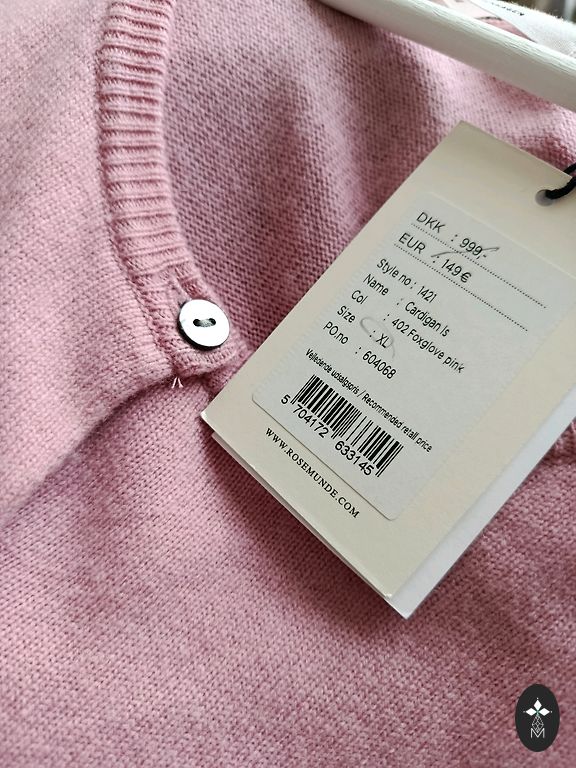 DKK : 999,-
EUR : 149€
Style no : 1421
Name : Cardigan ls
Col : 402 Foxglove pink
Size : XL
PO.no : 604068
Vejledende udsalgspris / Recommended retail price
5 704172 633145
WWW.ROSEMUNDE.COM
M